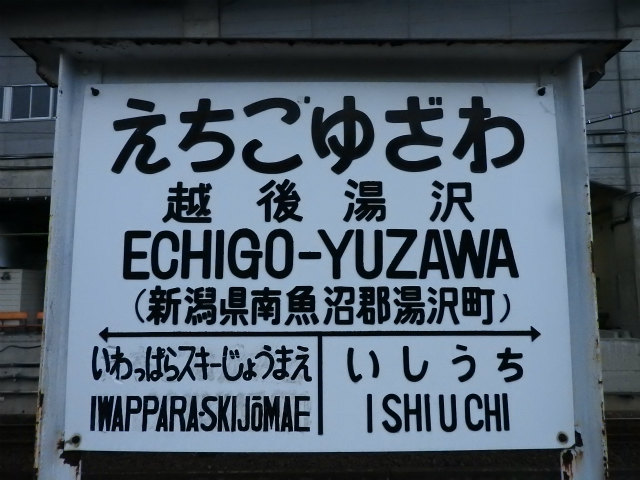 えちごゆざわ
越後湯沢
ECHIGO-YUZAWA
(新潟県南魚沼郡湯沢町)
いわっぱらスキーじょうまえ
IWAPPARA-SKIJŌMAE
いしうち
ISHIUCHI